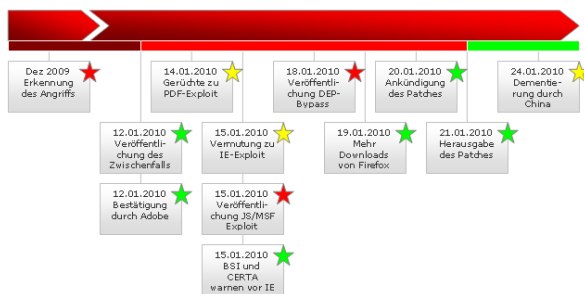 Dez 2009
Erkennung
des Angriffs
14.01.2010
Gerüchte zu
PDF-Exploit
18.01.2010
Veröffentli-
chung DEP-
Bypass
20.01.2010
Ankündigung
des Patches
24.01.2010
Dementie-
rung durch
China
12.01.2010
Veröffentli-
chung des
Zwischenfalls
15.01.2010
Vermutung zu
IE-Exploit
19.01.2010
Mehr
Downloads
von Firefox
21.01.2010
Herausgabe
des Patches
12.01.2010
Bestätigung
durch Adobe
15.01.2010
Veröffentli-
chung JS/MSF
Exploit
15.01.2010
BSI und
CERTA
warnen vor IE